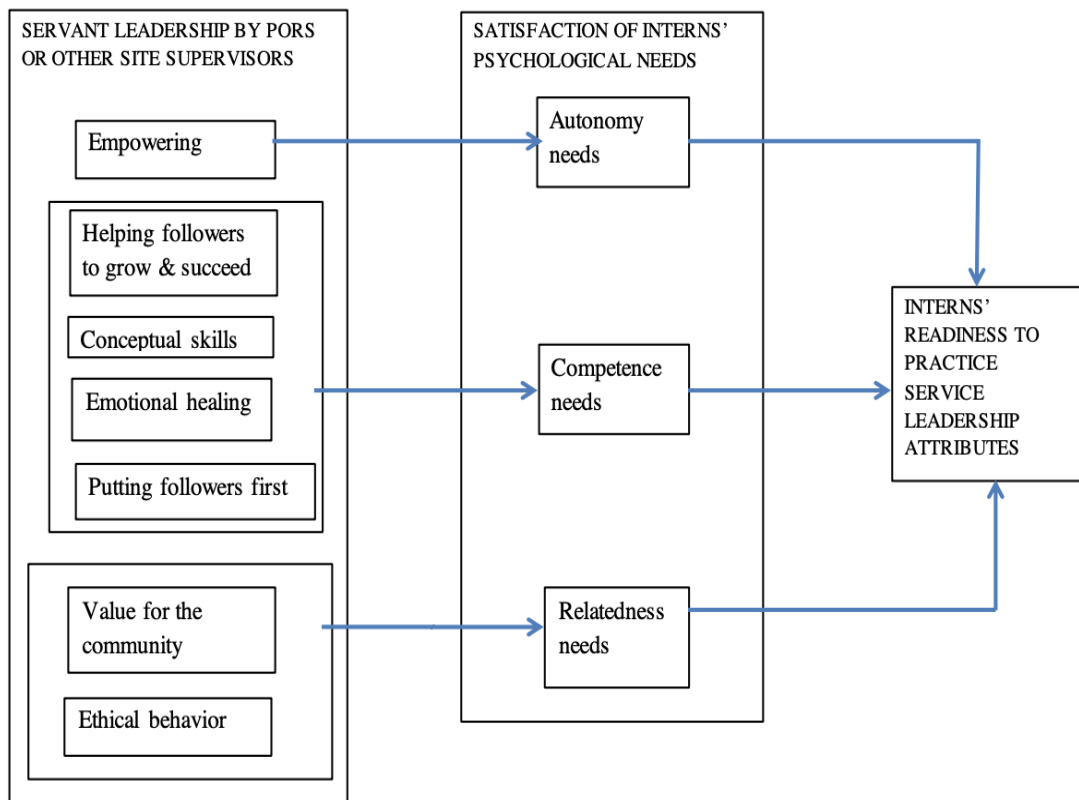 SERVANT LEADERSHIP BY PORS
OR OTHER SITE SUPERVISORS
Empowering
Helping followers
to grow & succeed
Conceptual skills
Emotional healing
Putting followers first
Value for the
community
Ethical behavior
SATISFACTION OF INTERNS’
PSYCHOLOGICAL NEEDS
Autonomy
needs
Competence
needs
Relatedness
needs
INTERNS’
READINESS TO
PRACTICE
SERVICE
LEADERSHIP
ATTRIBUTES